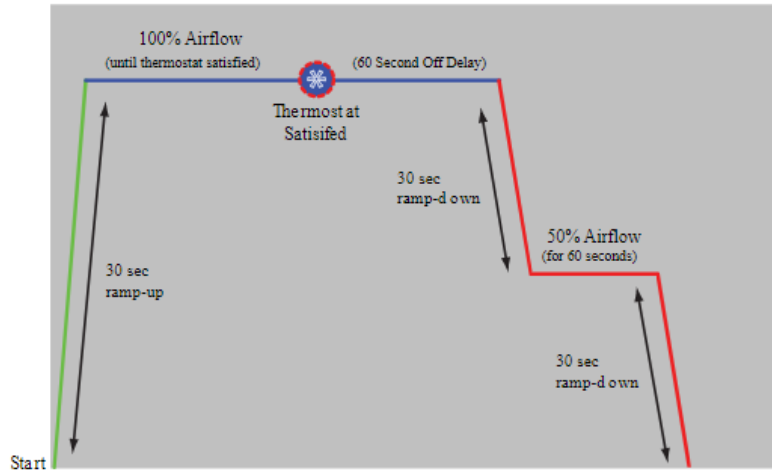 100% Airflow
(until thermostat satisfied)
(60 Second Off Delay)
Thermost at
Satisifed
30 sec
ramp-d own
50% Airflow
(for 60 seconds)
30 sec
ramp-up
30 sec
ramp-d own
Start